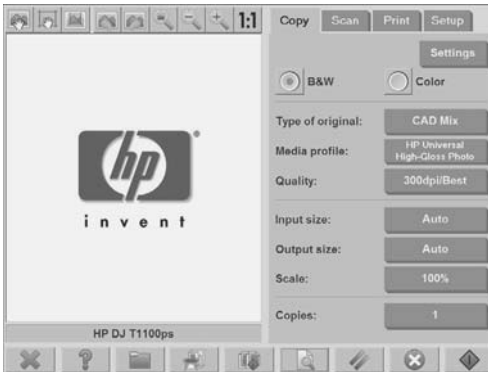 1:1
Copy
Scan
Print
Setup
Settings
B&W
Color
Type of original:
CAD Mix
Media profile:
HP Universal
High-Gloss Photo
Quality:
300dpi/Best
Input size:
Auto
Output size:
Auto
Scale:
100%
Copies:
1
hp
invent
HP DJ T1100ps